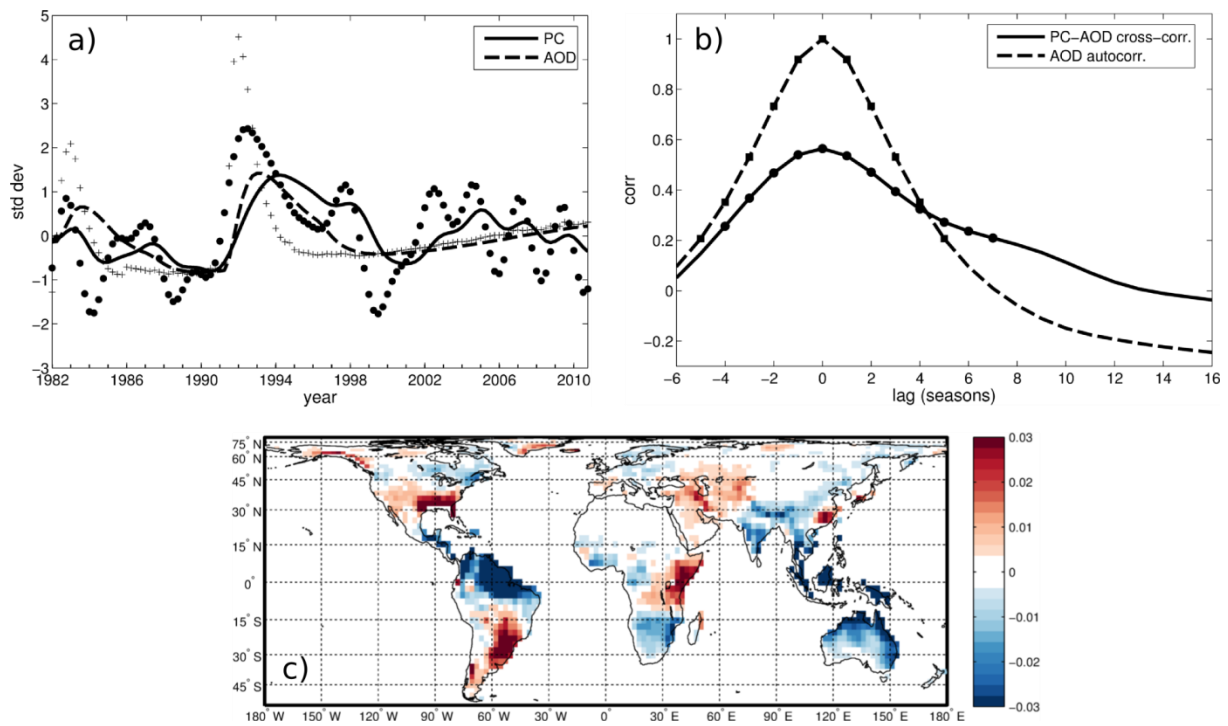 a)
PC
AOD
5
4
3
2
1
0
−1
−2
−3
std dev
1982 1986 1990 1994 1998 2002 2006 2010
year
b)
PC−AOD cross−corr.
AOD autocorr.
1
0.8
0.6
0.4
0.2
0
−0.2
corr
−6 −4 −2 0 2 4 6 8 10 12 14 16
lag (seasons)
c)
75° N
60° N
45° N
30° N
15° N
0°
15° S
30° S
45° S
180° W 150° W 120° W 90° W 60° W 30° W 0° 30° E 60° E 90° E 120° E 150° E 180° E
0.03
0.02
0.01
0
−0.01
−0.02
−0.03